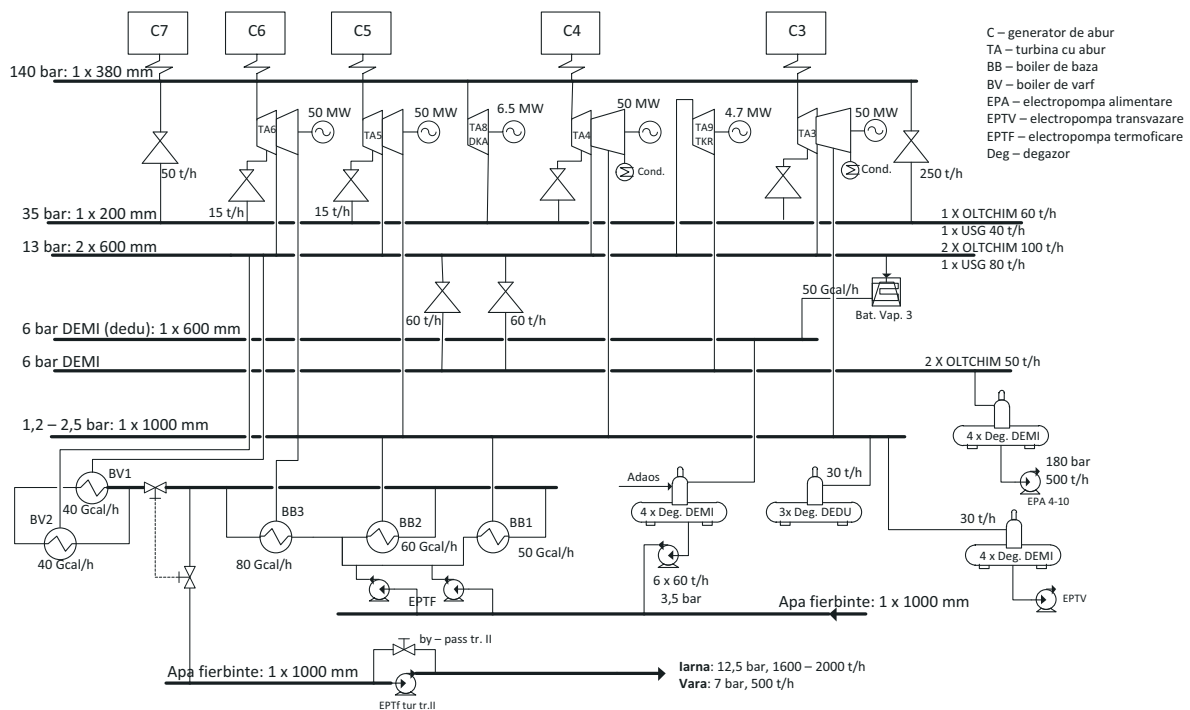 C7
C6
C5
C4
C3
C – generator de abur
TA – turbina cu abur
BB – boiler de baza
BV – boiler de varf
EPA – electropompa alimentare
EPTV – electropompa transvazare
EPTF – electropompa termoficare
Deg – degazor
140 bar: 1 x 380 mm
50 MW
50 MW
6.5 MW
50 MW
4.7 MW
50 MW
TA6
TA5
TA8
DKA
TA4
TA9
TKR
TA3
Cond.
Cond.
50 t/h
250 t/h
15 t/h
15 t/h
35 bar: 1 x 200 mm
1 X OLTCHIM 60 t/h
1 x USG 40 t/h
13 bar: 2 x 600 mm
2 X OLTCHIM 100 t/h
1 x USG 80 t/h
50 Gcal/h
60 t/h
60 t/h
Bat. Vap. 3
6 bar DEMI (dedu): 1 x 600 mm
6 bar DEMI
2 X OLTCHIM 50 t/h
1,2 – 2,5 bar: 1 x 1000 mm
4 x Deg. DEMI
180 bar
500 t/h
EPA 4-10
BV1
40 Gcal/h
BV2
40 Gcal/h
BB3
80 Gcal/h
BB2
60 Gcal/h
BB1
50 Gcal/h
Adaos
4 x Deg. DEMI
30 t/h
3x Deg. DEDU
30 t/h
4 x Deg. DEMI
6 x 60 t/h
3,5 bar
EPTF
EPTV
Apa fierbinte: 1 x 1000 mm
by – pass tr. II
Apa fierbinte: 1 x 1000 mm
Iarna: 12,5 bar, 1600 – 2000 t/h
Vara: 7 bar, 500 t/h
EPTf tur tr.II